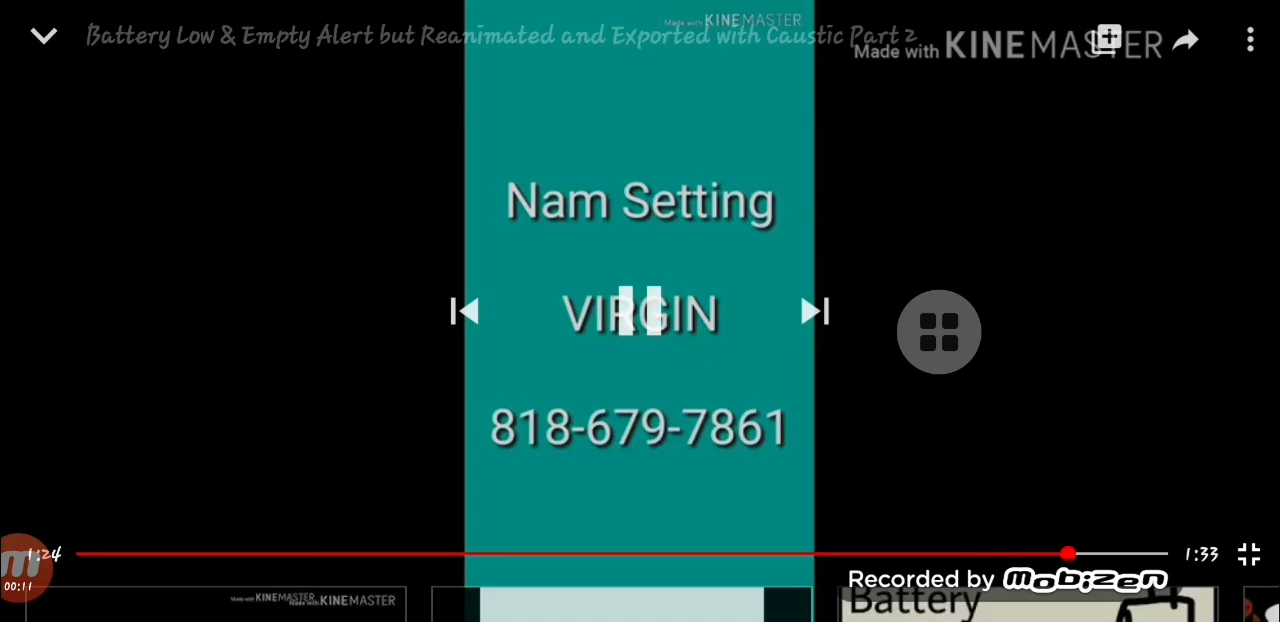 Made with KINEMASTER
Battery Low & Empty Alert but Reanimated and Exported with Caustic Part 2
Made with KINEMASTER
Nam Setting
VIRGIN
818-679-7861
1:24
1:33
00:11
Recorded by mobizen
Made with KINEMASTER
Made with KINEMASTER
Battery